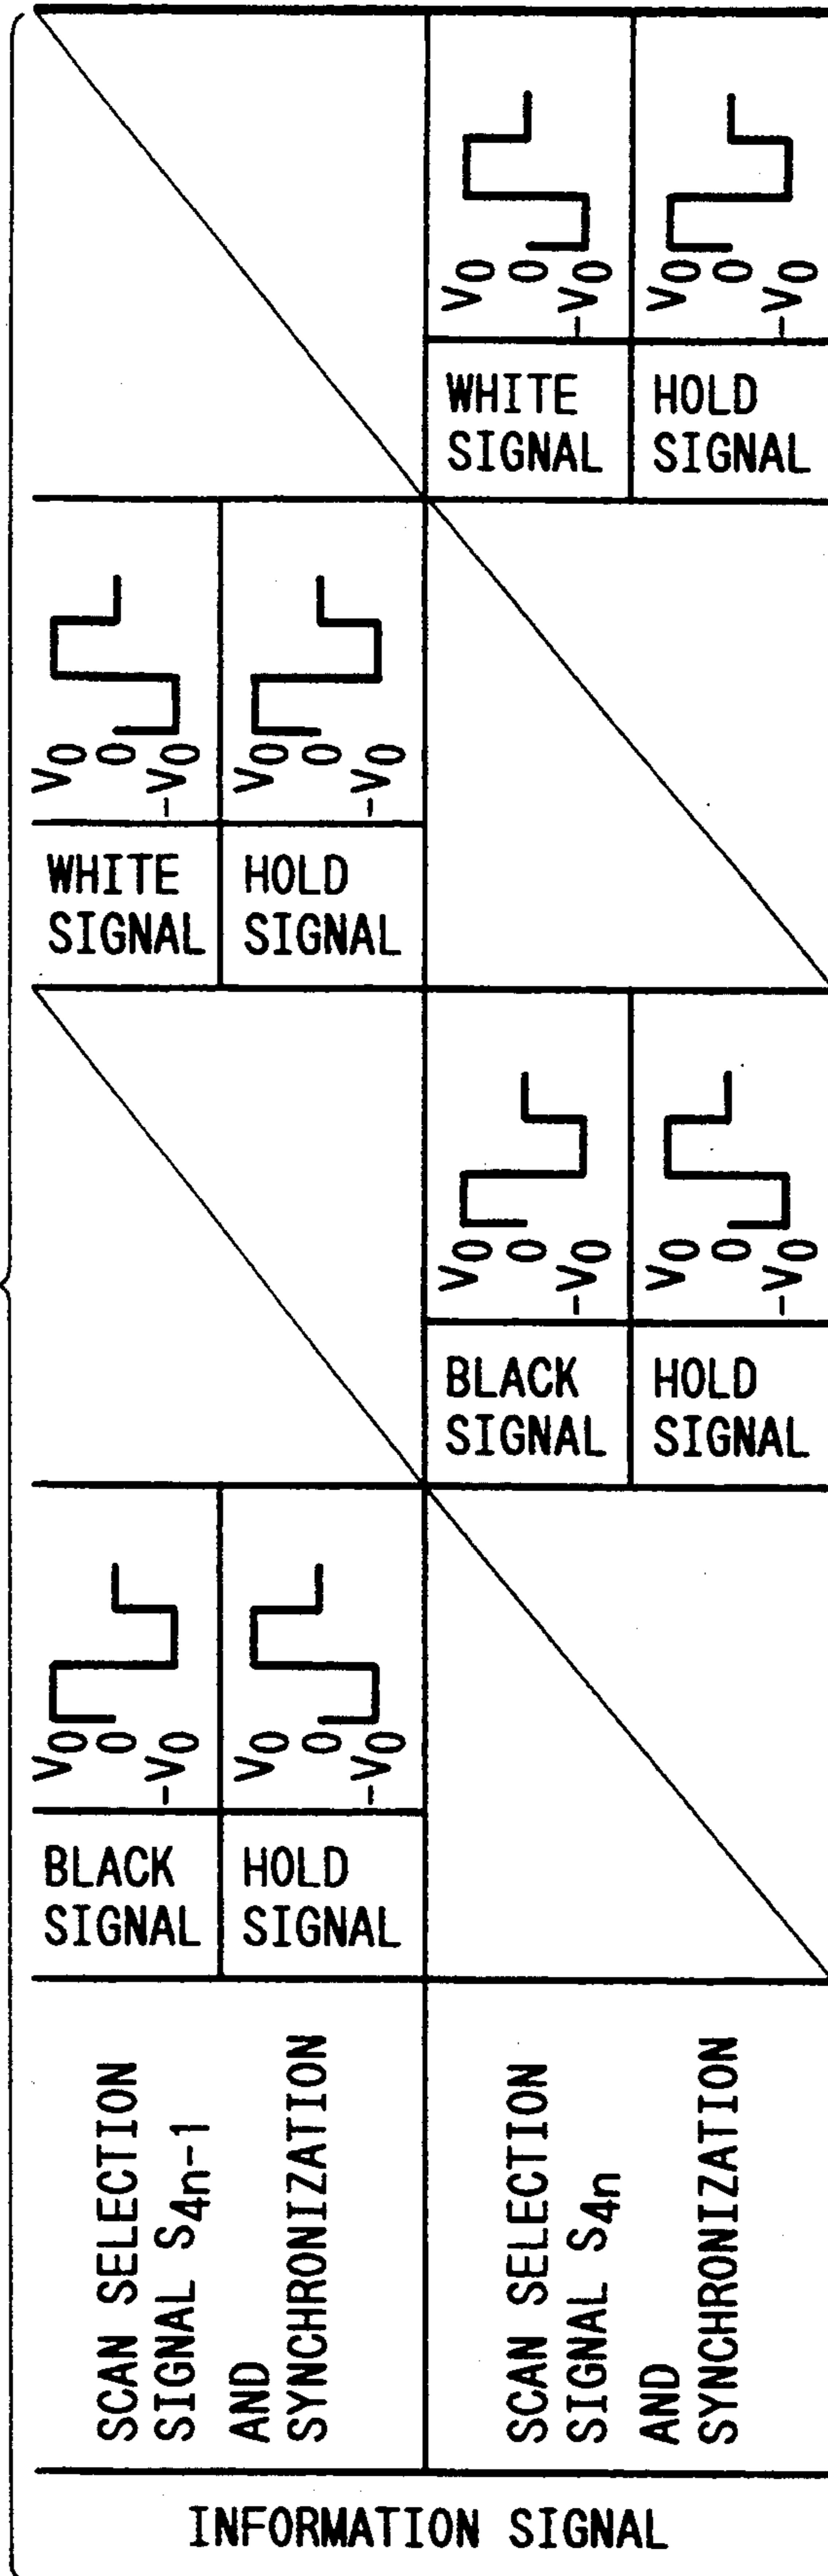 INFORMATION SIGNAL
SCAN SELECTION
SIGNAL S4n-1
AND
SYNCHRONIZATION
BLACK
SIGNAL
V0
0
-V0
HOLD
SIGNAL
V0
0
-V0
WHITE
SIGNAL
V0
0
-V0
HOLD
SIGNAL
V0
0
-V0
SCAN SELECTION
SIGNAL S4n
AND
SYNCHRONIZATION
BLACK
SIGNAL
V0
0
-V0
HOLD
SIGNAL
V0
0
-V0
WHITE
SIGNAL
V0
0
-V0
HOLD
SIGNAL
V0
0
-V0